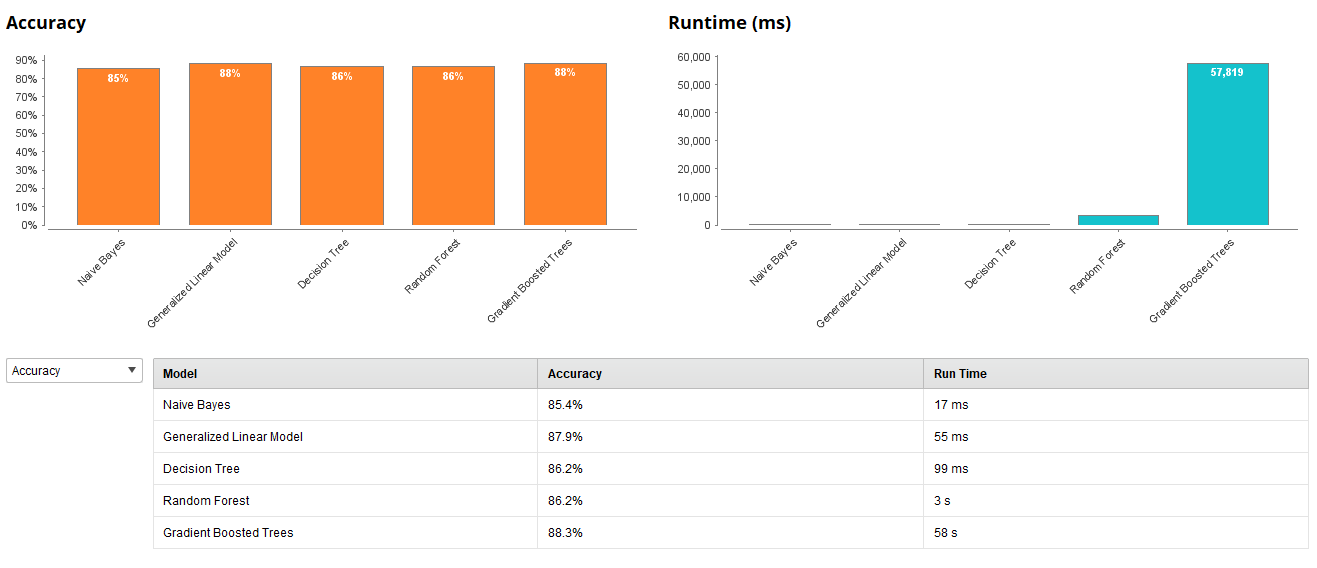 Accuracy
90%
80%
70%
60%
50%
40%
30%
20%
10%
0%
85%
88%
86%
86%
88%
Naive Bayes
Generalized Linear Model
Decision Tree
Random Forest
Gradient Boosted Trees
Runtime (ms)
60,000
50,000
40,000
30,000
20,000
10,000
0
57,819
Naive Bayes
Generalized Linear Model
Decision Tree
Random Forest
Gradient Boosted Trees
Accuracy
Model Accuracy Run Time
Naive Bayes 85.4% 17 ms
Generalized Linear Model 87.9% 55 ms
Decision Tree 86.2% 99 ms
Random Forest 86.2% 3 s
Gradient Boosted Trees 88.3% 58 s